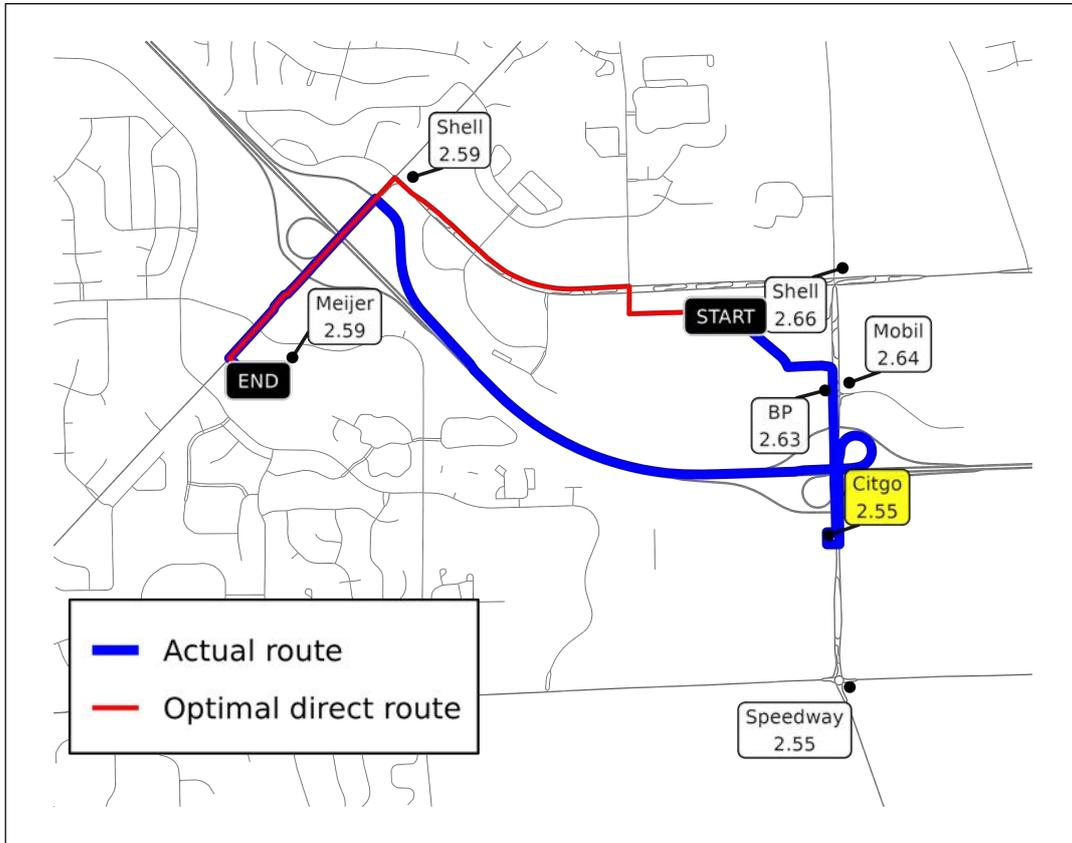 Shell
2.59
Meijer
2.59
END
START
Shell
2.66
Mobil
2.64
BP
2.63
Citgo
2.55
Speedway
2.55
Actual route
Optimal direct route